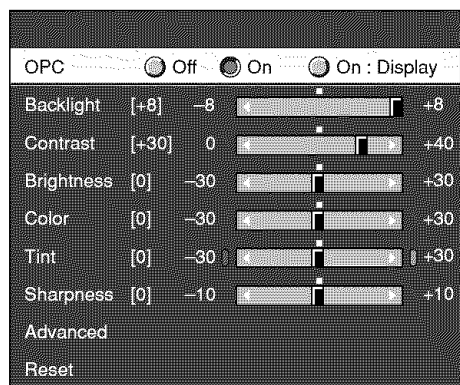 OPC Off On On : Display
Backlight [+8] –8 +8
Contrast [+30] 0 +40
Brightness [0] –30 +30
Color [0] –30 +30
Tint [0] –30 +30
Sharpness [0] –10 +10
Advanced
Reset